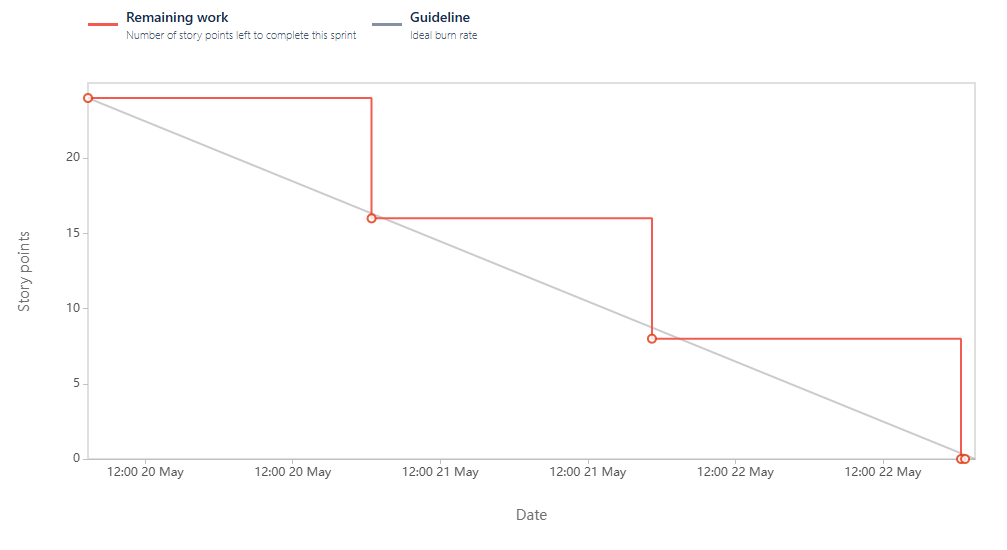 Remaining work
Number of story points left to complete this sprint
Guideline
Ideal burn rate
20
15
10
5
0
Story points
12:00 20 May
12:00 20 May
12:00 21 May
12:00 21 May
12:00 22 May
12:00 22 May
Date